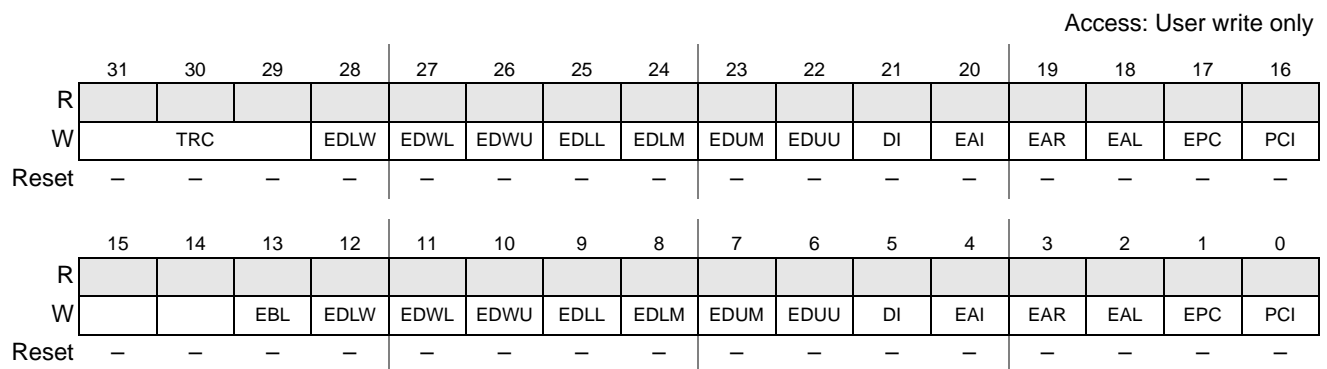 Access: User write only
31 30 29 28 27 26 25 24 23 22 21 20 19 18 17 16
R
W TRC EDLW EDWL EDWU EDLL EDLM EDUM EDUU DI EAI EAR EAL EPC PCI
Reset – – – – – – – – – – – – – – – –
15 14 13 12 11 10 9 8 7 6 5 4 3 2 1 0
R
W EBL EDLW EDWL EDWU EDLL EDLM EDUM EDUU DI EAI EAR EAL EPC PCI
Reset – – – – – – – – – – – – – – – –